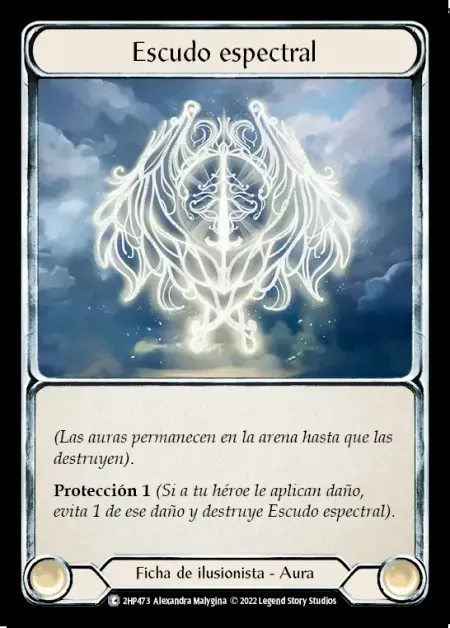 Escudo espectral
(Las auras permanecen en la arena hasta que las
destruyen).
Protección 1 (Si a tu héroe le aplican daño,
evita 1 de ese daño y destruye Escudo espectral).
Ficha de ilusionista - Aura
C 2HP473 Alexandra Malygina © 2022 Legend Story Studios